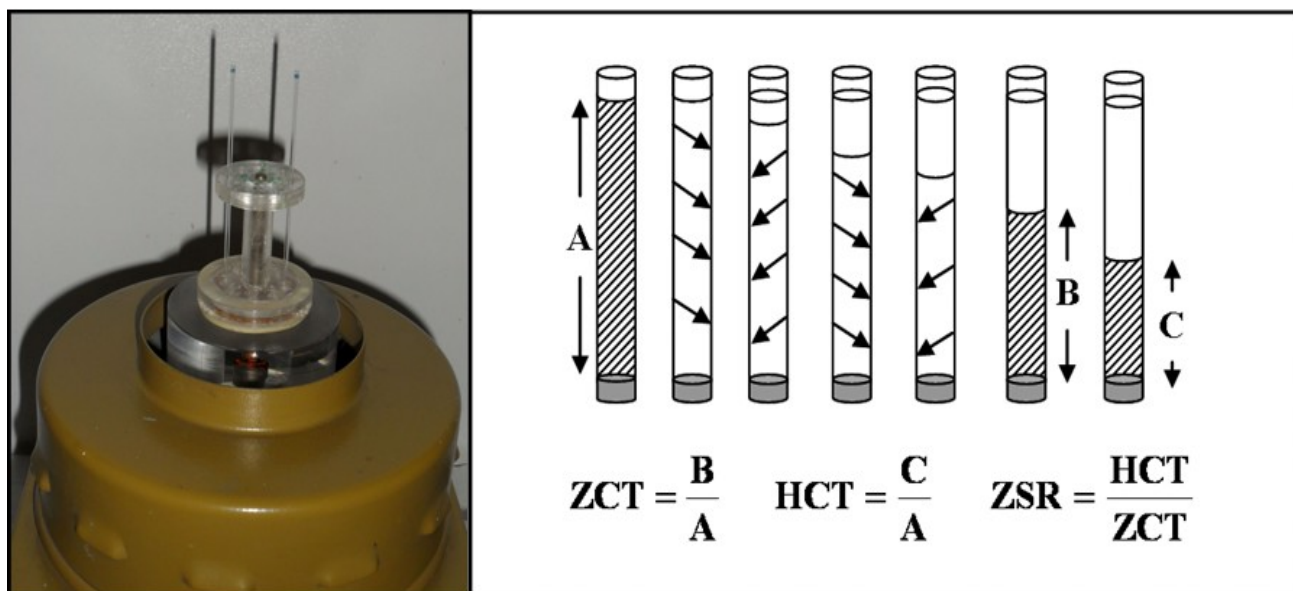 A
B
C
ZCT = B/A
HCT = C/A
ZSR = HCT/ZCT